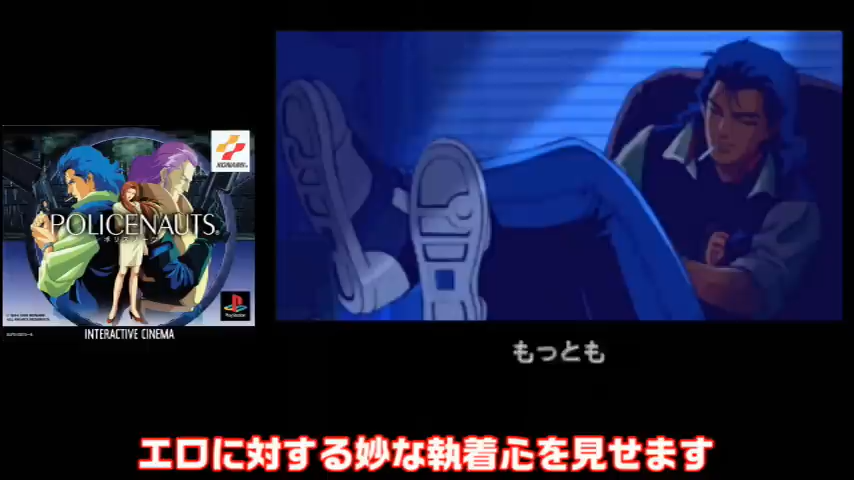 KONAMI
POLICENAUTS
ポリスノーツ
PlayStation
INTERACTIVE CINEMA
もっとも
エロに対する妙な執着心を見せます